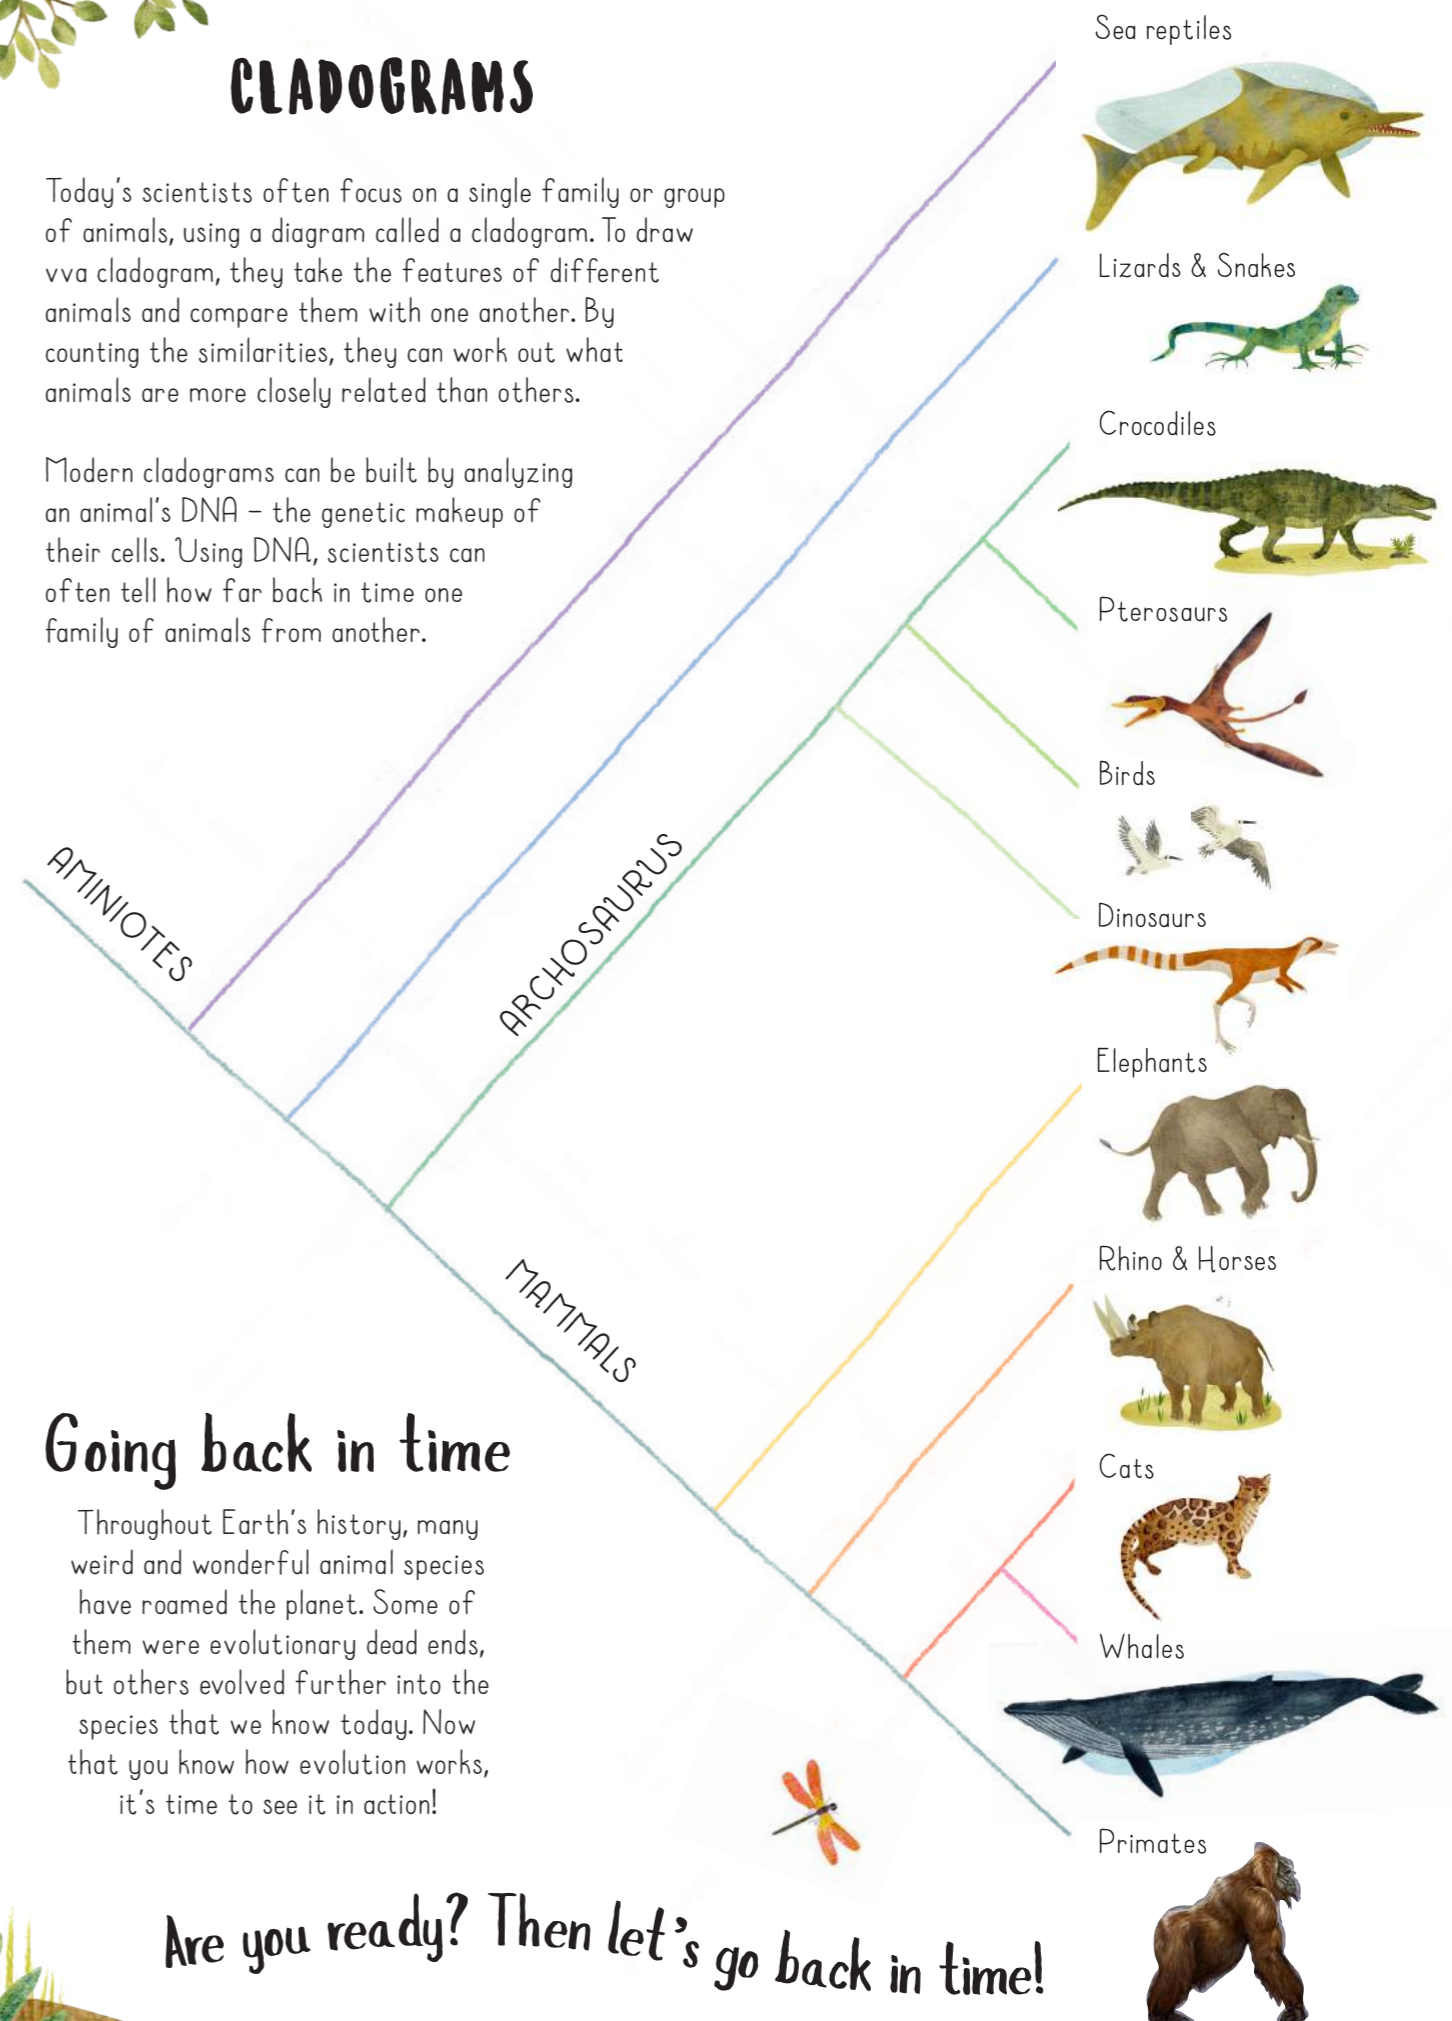 CLADOGRAMS
Today's scientists often focus on a single family or group
of animals, using a diagram called a cladogram. To draw
vva cladogram, they take the features of different
animals and compare them with one another. By
counting the similarities, they can work out what
animals are more closely related than others.
Modern cladograms can be built by analyzing
an animal's DNA – the genetic makeup of
their cells. Using DNA, scientists can
often tell how far back in time one
family of animals from another.
AMINIOTES
ARCHOSAURUS
MAMMALS
Sea reptiles
Lizards & Snakes
Crocodiles
Pterosaurs
Birds
Dinosaurs
Elephants
Rhino & Horses
Cats
Whales
Primates
Going back in time
Throughout Earth's history, many
weird and wonderful animal species
have roamed the planet. Some of
them were evolutionary dead ends,
but others evolved further into the
species that we know today. Now
that you know how evolution works,
it's time to see it in action!
Are you ready? Then let's go back in time!